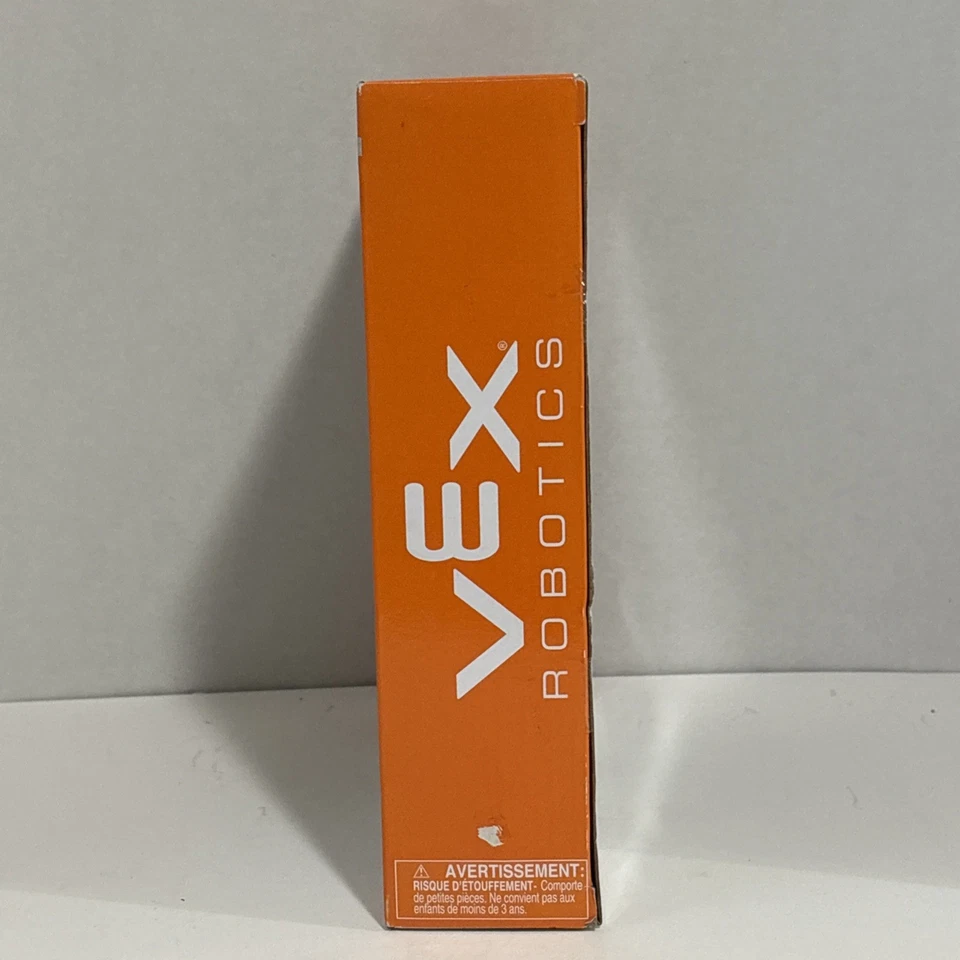 VEX®
ROBOTICS
⚠ AVERTISSEMENT:
RISQUE D'ÉTOUFFEMENT- Comporte
de petites pièces. Ne convient pas aux
enfants de moins de 3 ans.